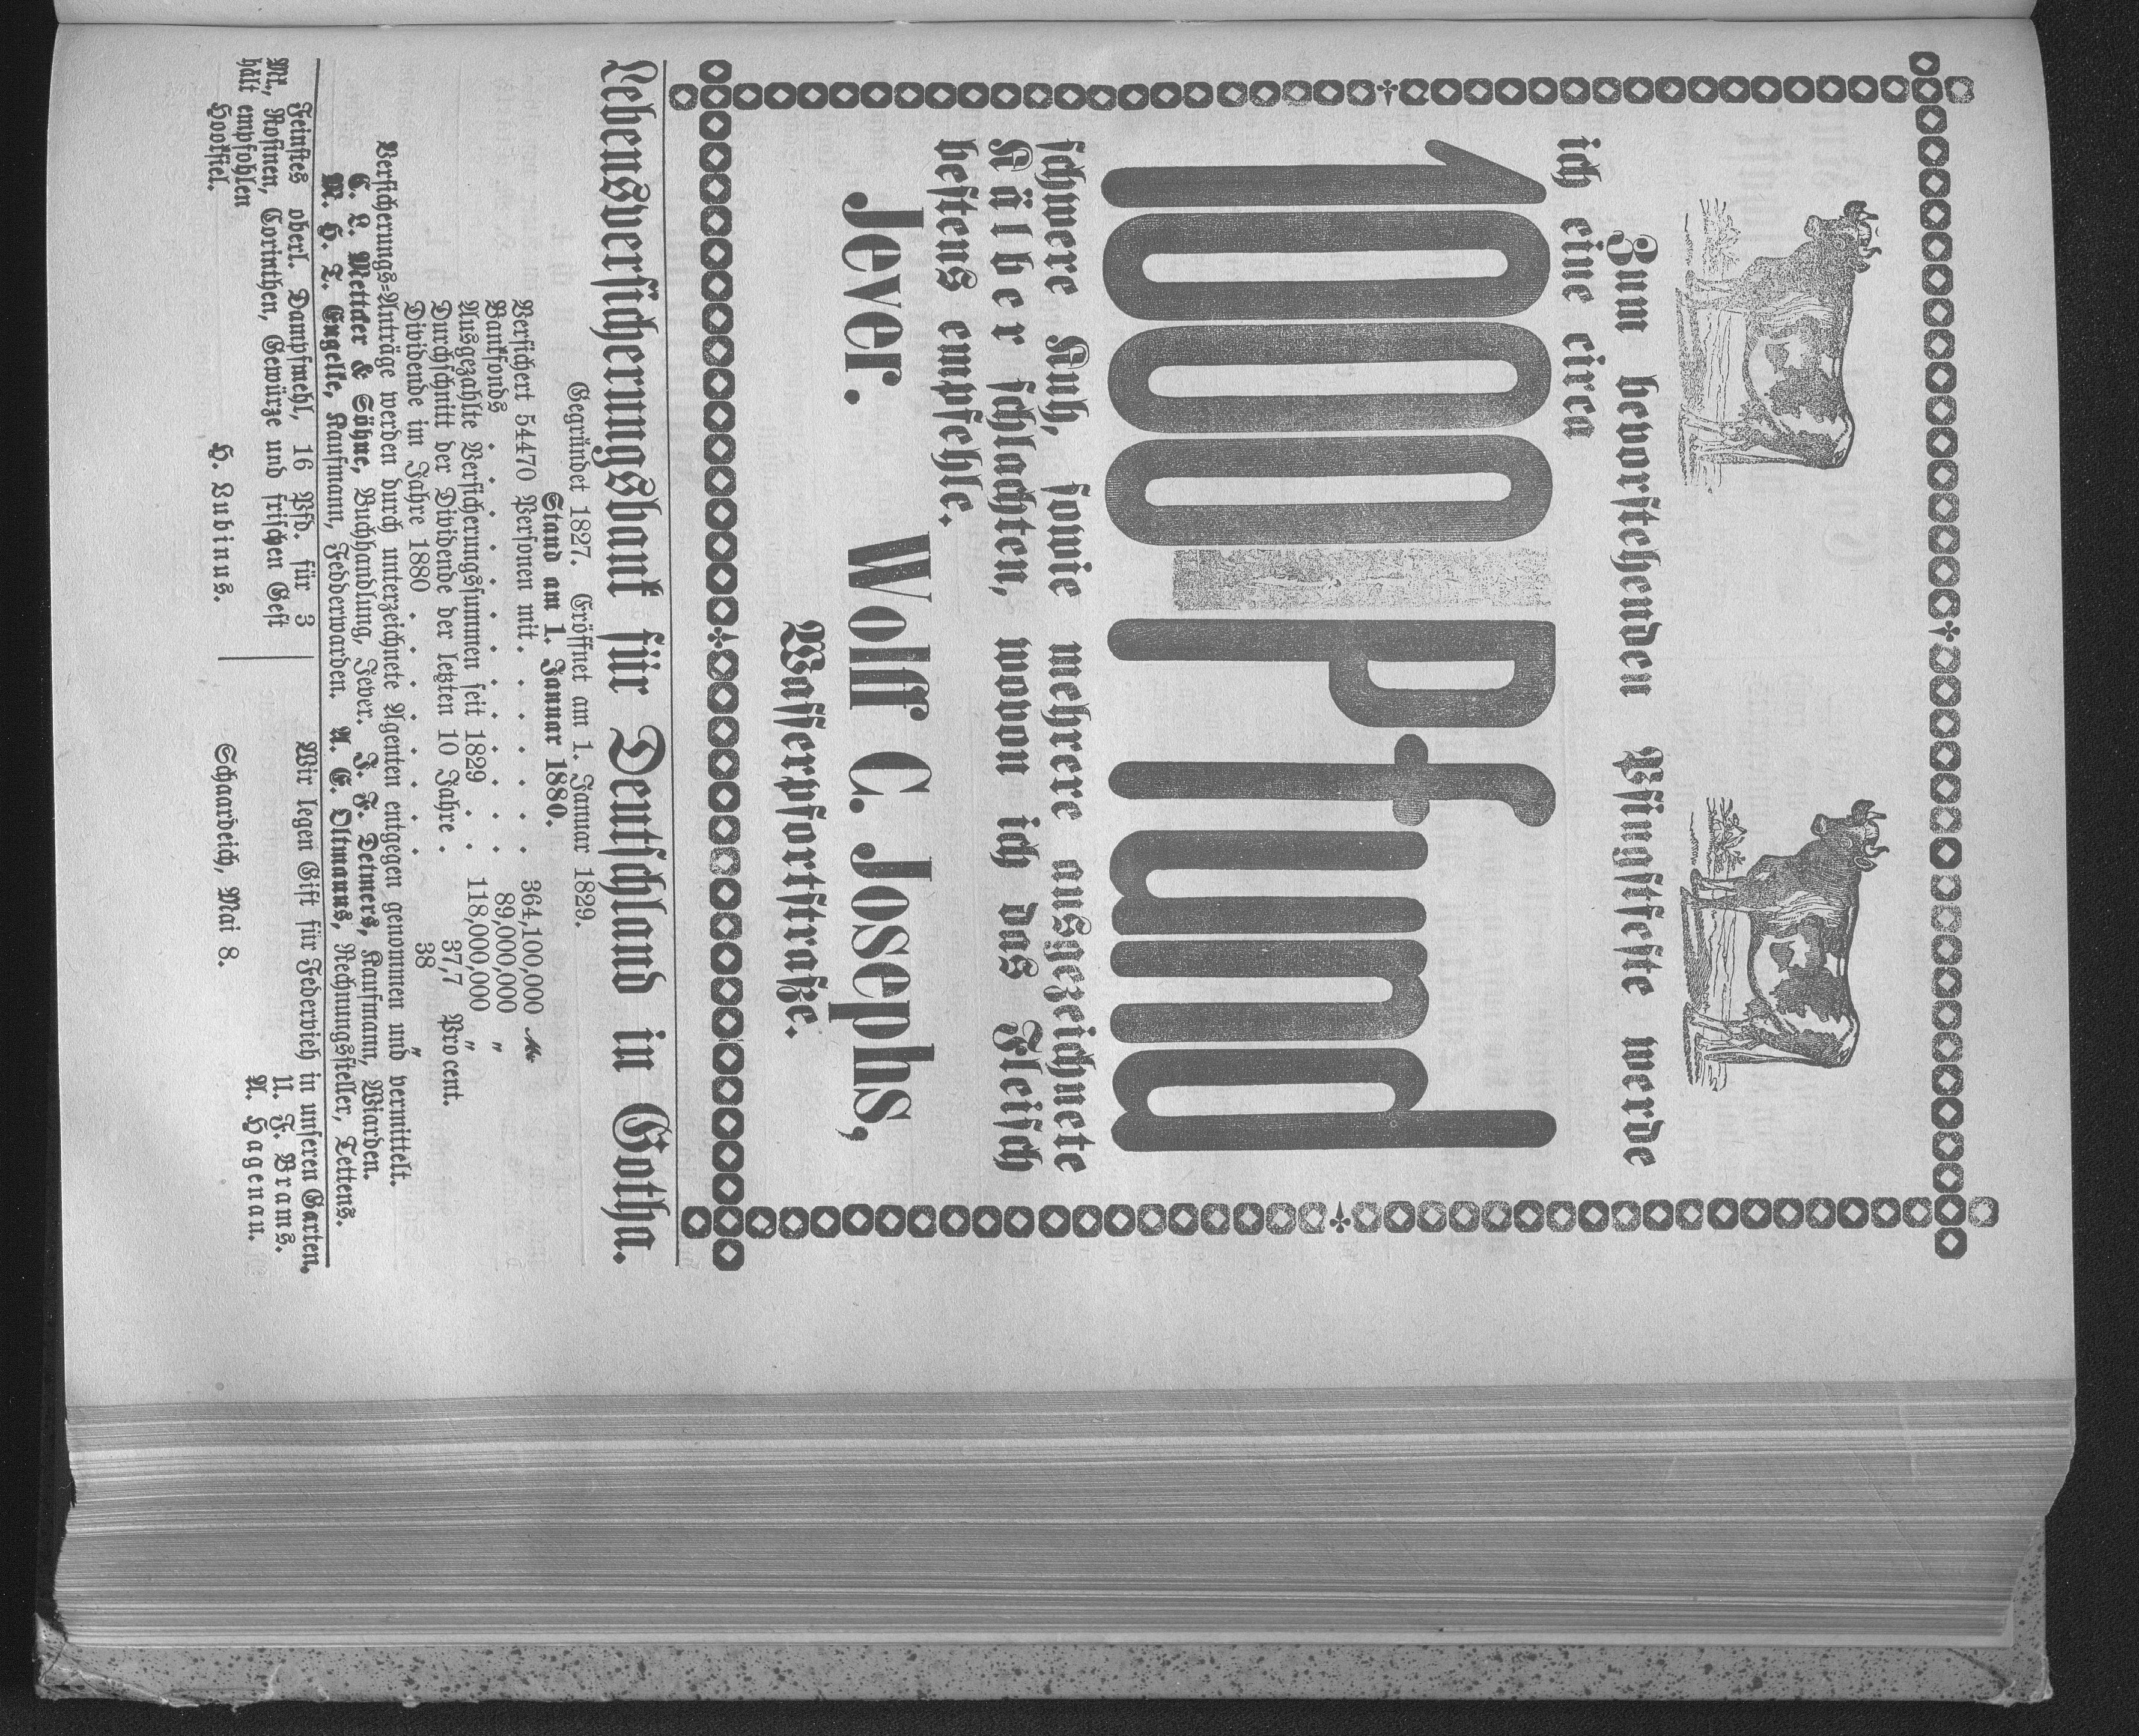 Zum bevorstehenden Pfingstfeste werde
ich eine circa
1000 Pfund
schwere Kuh, sowie mehrere ausgezeichnete
Kälber schlachten, wovon ich das Fleisch
bestens empfehle.
Jever. Wolff C. Josephs,
Wasserpfortstraße.
Lebensversicherungsbank für Deutschland in Gotha.
Gegründet 1827. Eröffnet am 1. Januar 1829.
Stand am 1. Januar 1880.
Versichert 54470 Personen mit . . . . . . 364,100,000 ℳ
Bankfonds . . . . . . . . . . 89,000,000 „
Ausgezahlte Versicherungssummen seit 1829 . . 118,000,000 „
Durchschnitt der Dividende der letzten 10 Jahre . 37,7 Procent.
Dividende im Jahre 1880 . . . . . . . . 38 „
Versicherungs-Anträge werden durch unterzeichnete Agenten entgegen genommen und vermittelt.
C. L. Mettcker & Söhne, Buchhandlung, Jever. J. F. Detmers, Kaufmann, Wiarden.
M. H. T. Engelke, Kaufmann, Fedderwarden. A. E. Oltmanns, Rechnungssteller, Tettens.
Feinstes oberl. Dampfmehl, 16 Pfd. für 3
M., Rosinen, Corinthen, Gewürze und frischen Gest
hält empfohlen
Hooksiel. H. Lubinus.
Wir legen Gift für Federvieh in unseren Garten.
U. F. Brams.
Schaardeich, Mai 8. A. Hagenau.